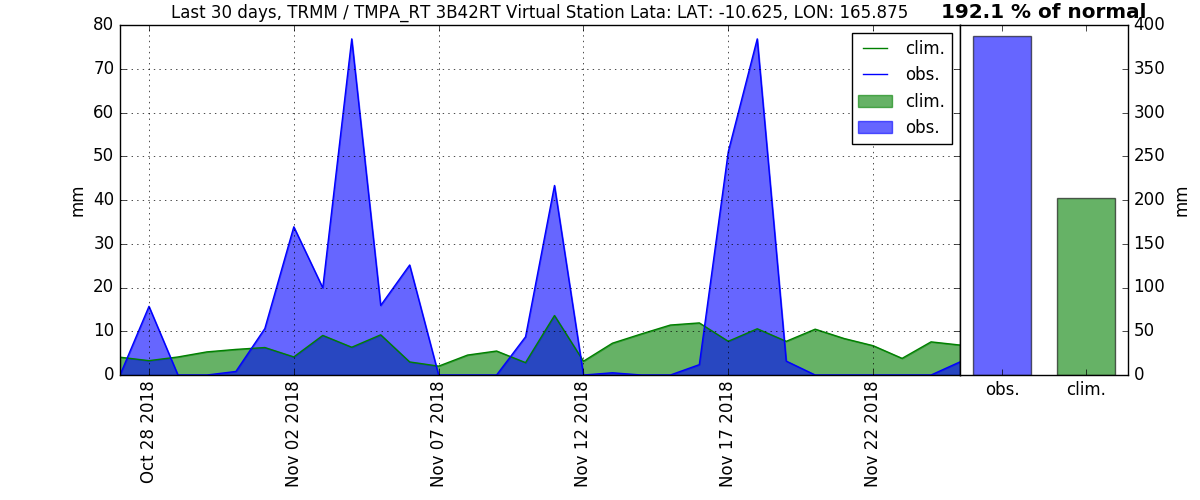 Last 30 days, TRMM / TMPA_RT 3B42RT Virtual Station Lata: LAT: -10.625, LON: 165.875
192.1 % of normal
80
70
60
50
40
30
20
10
0
mm
clim.
obs.
clim.
obs.
400
350
300
250
200
150
100
50
0
mm
Oct 28 2018
Nov 02 2018
Nov 07 2018
Nov 12 2018
Nov 17 2018
Nov 22 2018
obs.
clim.